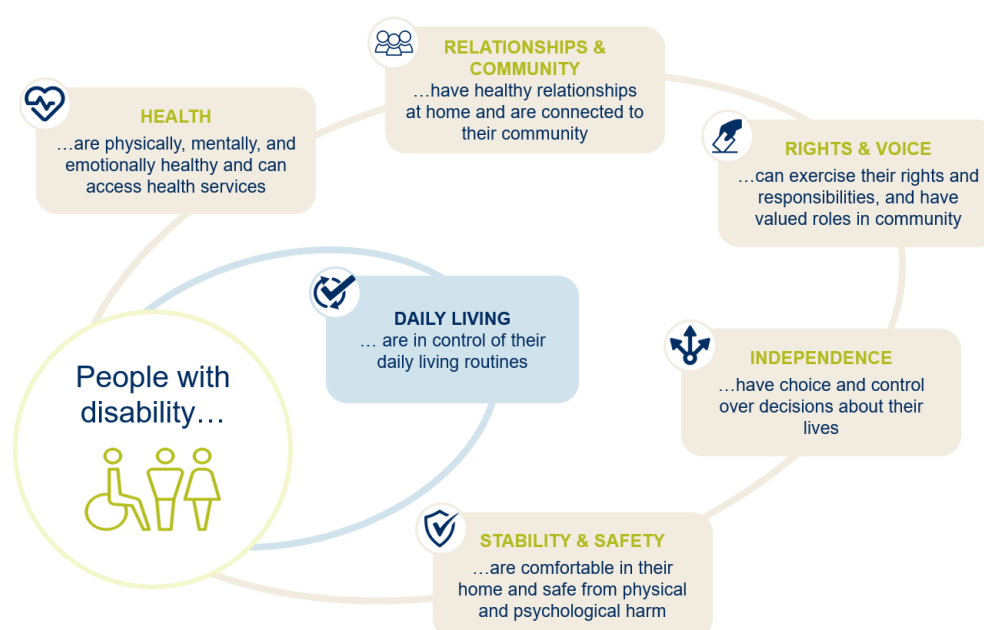 RELATIONSHIPS &
COMMUNITY
…have healthy relationships
at home and are connected to
their community
HEALTH
…are physically, mentally, and
emotionally healthy and can
access health services
RIGHTS & VOICE
…can exercise their rights and
responsibilities, and have
valued roles in community
DAILY LIVING
… are in control of their
daily living routines
INDEPENDENCE
…have choice and control
over decisions about their
lives
People with
disability…
STABILITY & SAFETY
…are comfortable in their
home and safe from physical
and psychological harm